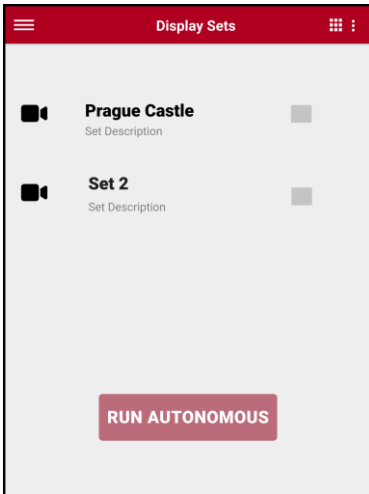 Display Sets
Prague Castle
Set Description
Set 2
Set Description
RUN AUTONOMOUS